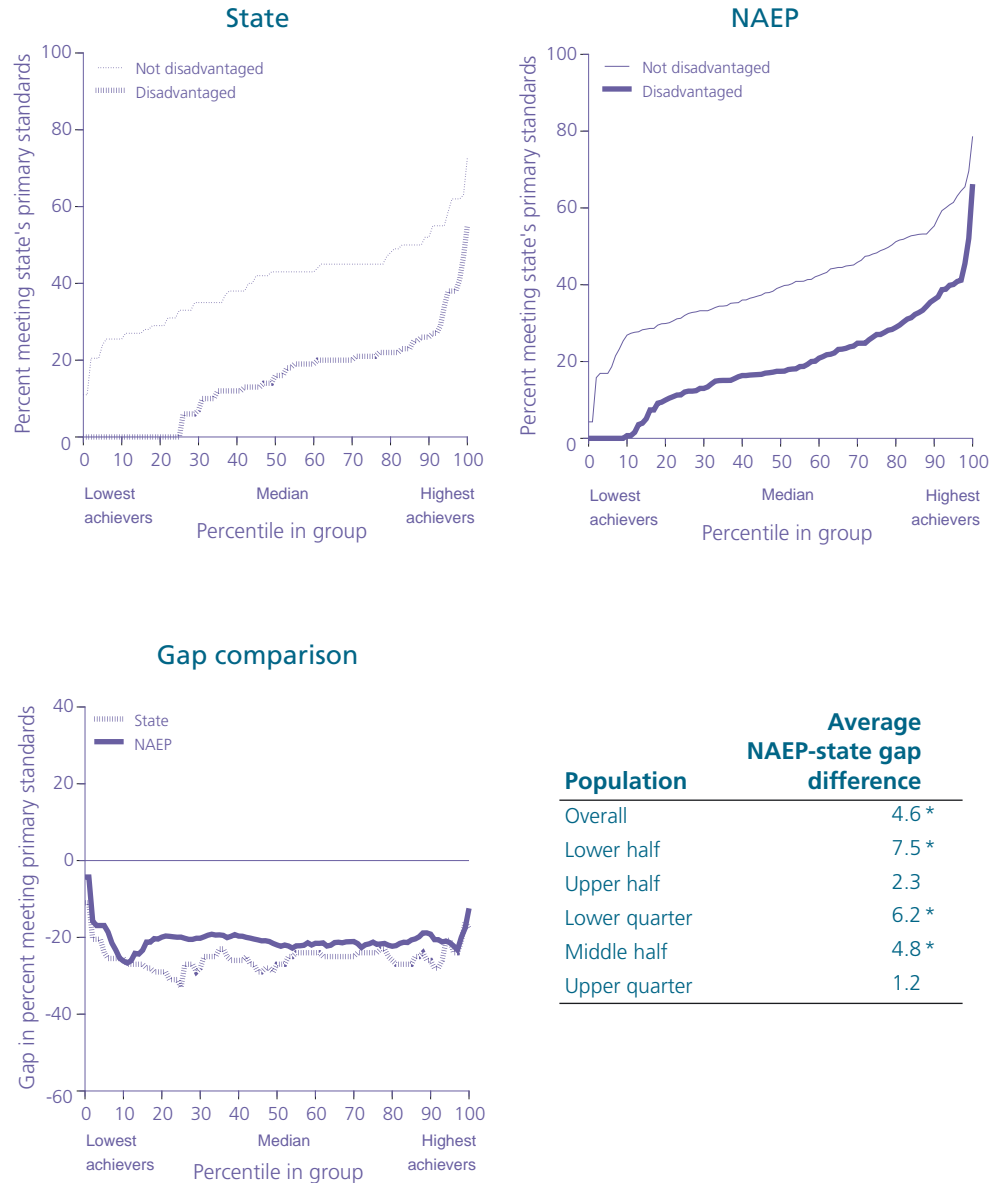 State
Percent meeting state's primary standards
100
80
60
40
20
0
Not disadvantaged
Disadvantaged
0 10 20 30 40 50 60 70 80 90 100
Lowest achievers
Median
Highest achievers
Percentile in group
NAEP
Percent meeting state's primary standards
100
80
60
40
20
0
Not disadvantaged
Disadvantaged
0 10 20 30 40 50 60 70 80 90 100
Lowest achievers
Median
Highest achievers
Percentile in group
Gap comparison
Gap in percent meeting primary standards
40
20
0
-20
-40
-60
State
NAEP
0 10 20 30 40 50 60 70 80 90 100
Lowest achievers
Median
Highest achievers
Percentile in group
Average
NAEP-state gap
Population difference
Overall 4.6 *
Lower half 7.5 *
Upper half 2.3
Lower quarter 6.2 *
Middle half 4.8 *
Upper quarter 1.2